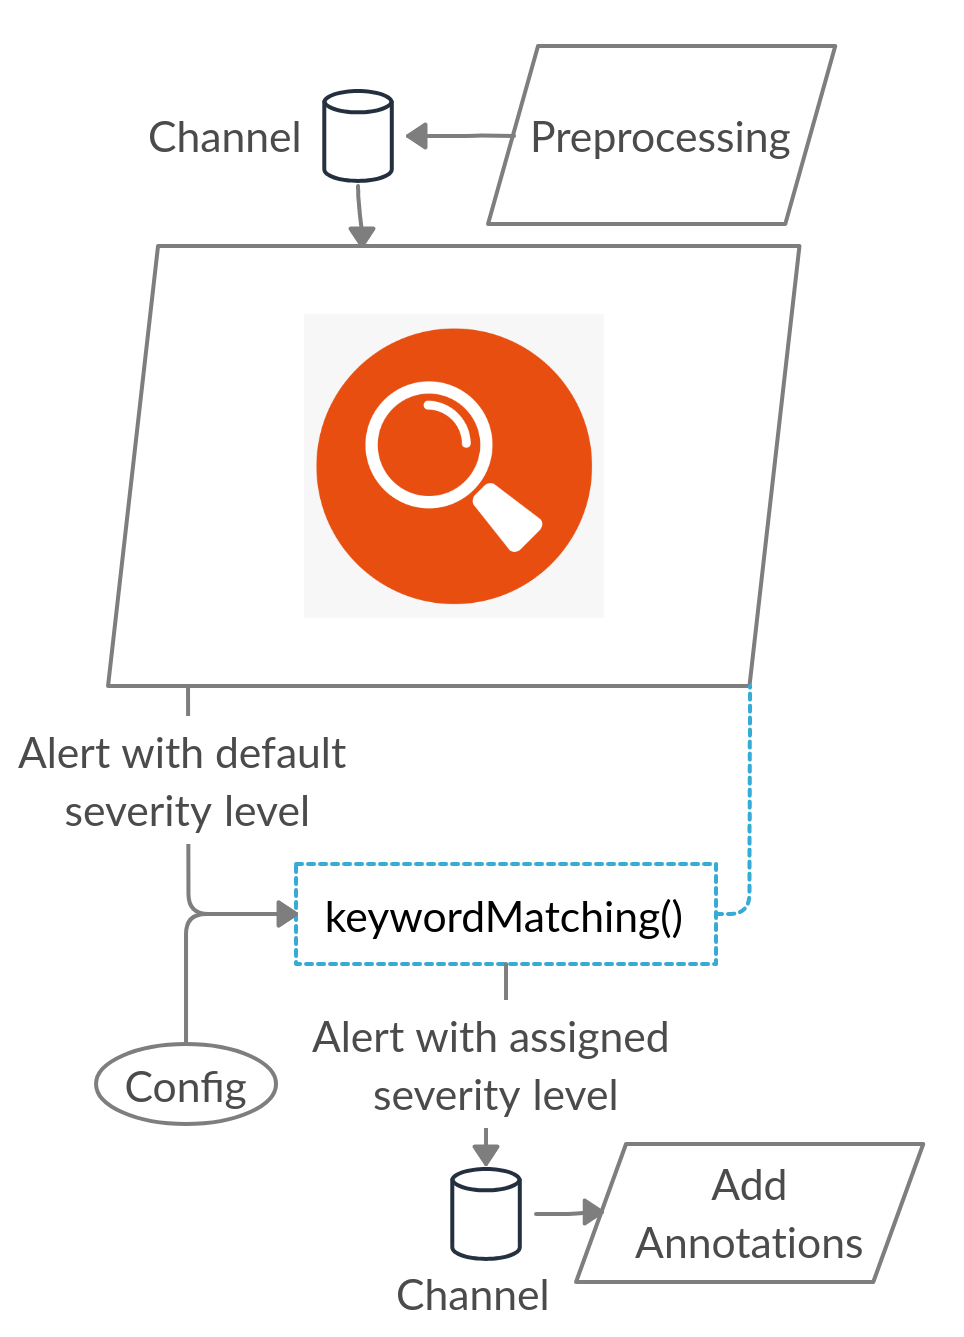 Channel
Preprocessing
Alert with default
severity level
keywordMatching()
Config
Alert with assigned
severity level
Add
Annotations
Channel